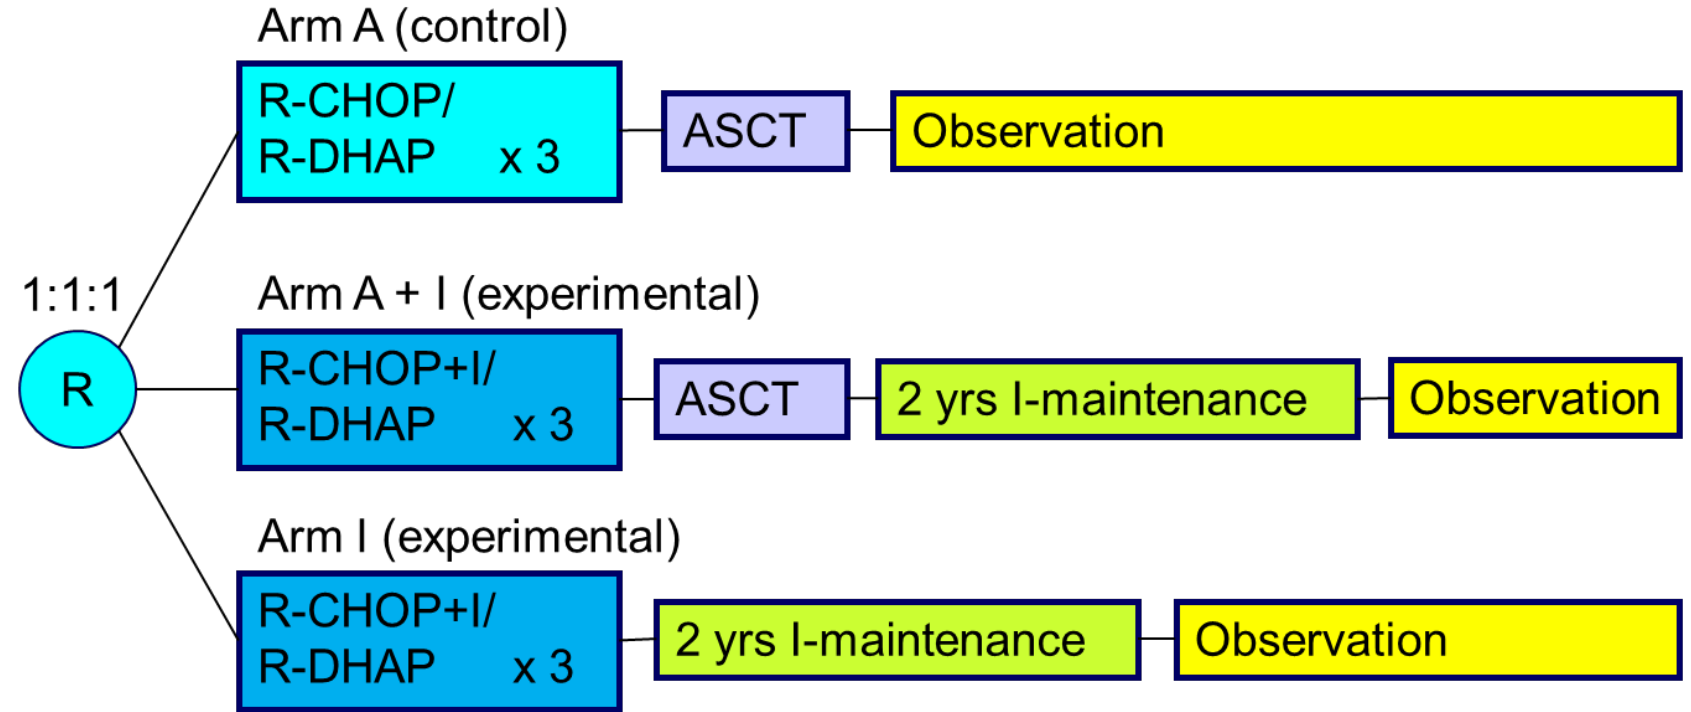 Arm A (control)
R-CHOP/
R-DHAP x 3
ASCT
Observation
1:1:1
R
Arm A + I (experimental)
R-CHOP+I/
R-DHAP x 3
ASCT
2 yrs I-maintenance
Observation
Arm I (experimental)
R-CHOP+I/
R-DHAP x 3
2 yrs I-maintenance
Observation